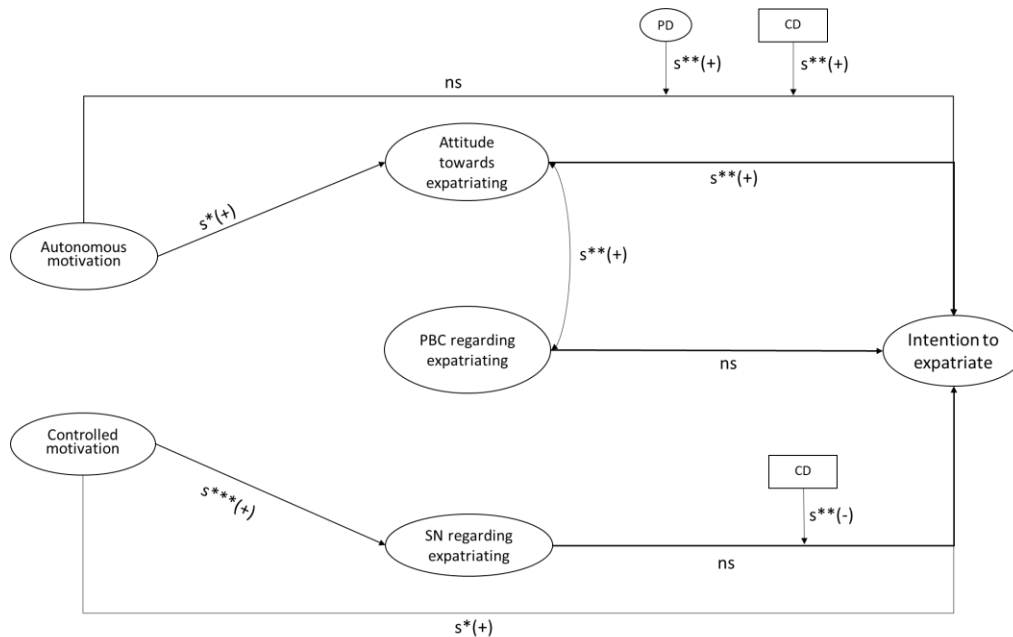 PD
CD
s**(+)
s**(+)
ns
Attitude
towards
expatriating
s**(+)
s*(+)
Autonomous
motivation
s**(+)
PBC regarding
expatriating
Intention to
expatriate
ns
Controlled
motivation
CD
s***(+)
s**(-)
SN regarding
expatriating
ns
s*(+)